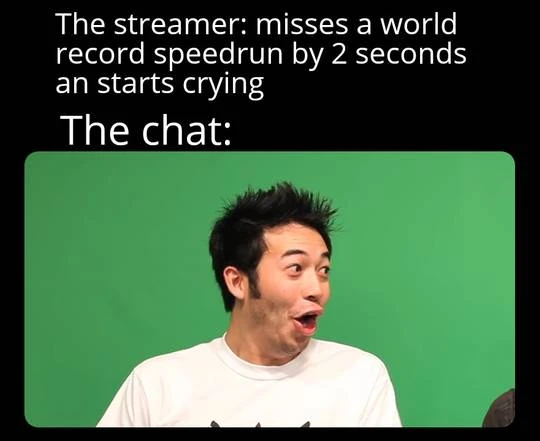 The streamer: misses a world
record speedrun by 2 seconds
an starts crying
The chat: